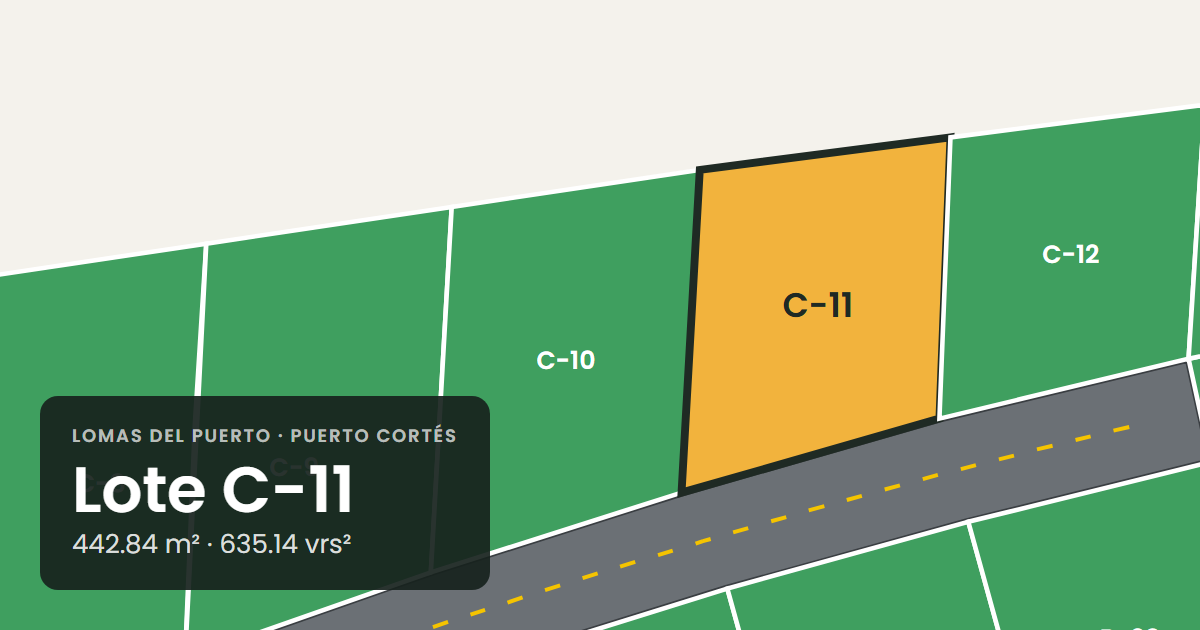 C-12
C-11
C-10
LOMAS DEL PUERTO · PUERTO CORTÉS
Lote C-11
442.84 m² · 635.14 vrs²